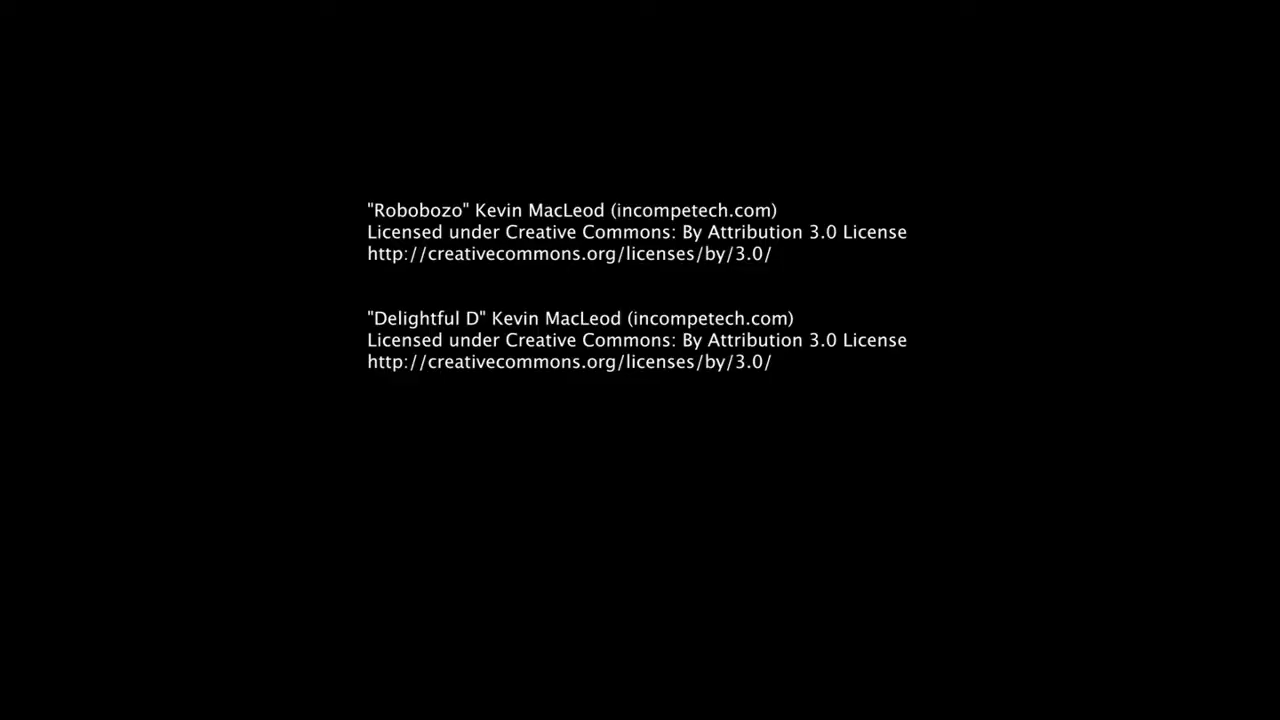 "Robobozo" Kevin MacLeod (incompetech.com)
Licensed under Creative Commons: By Attribution 3.0 License
http://creativecommons.org/licenses/by/3.0/
"Delightful D" Kevin MacLeod (incompetech.com)
Licensed under Creative Commons: By Attribution 3.0 License
http://creativecommons.org/licenses/by/3.0/